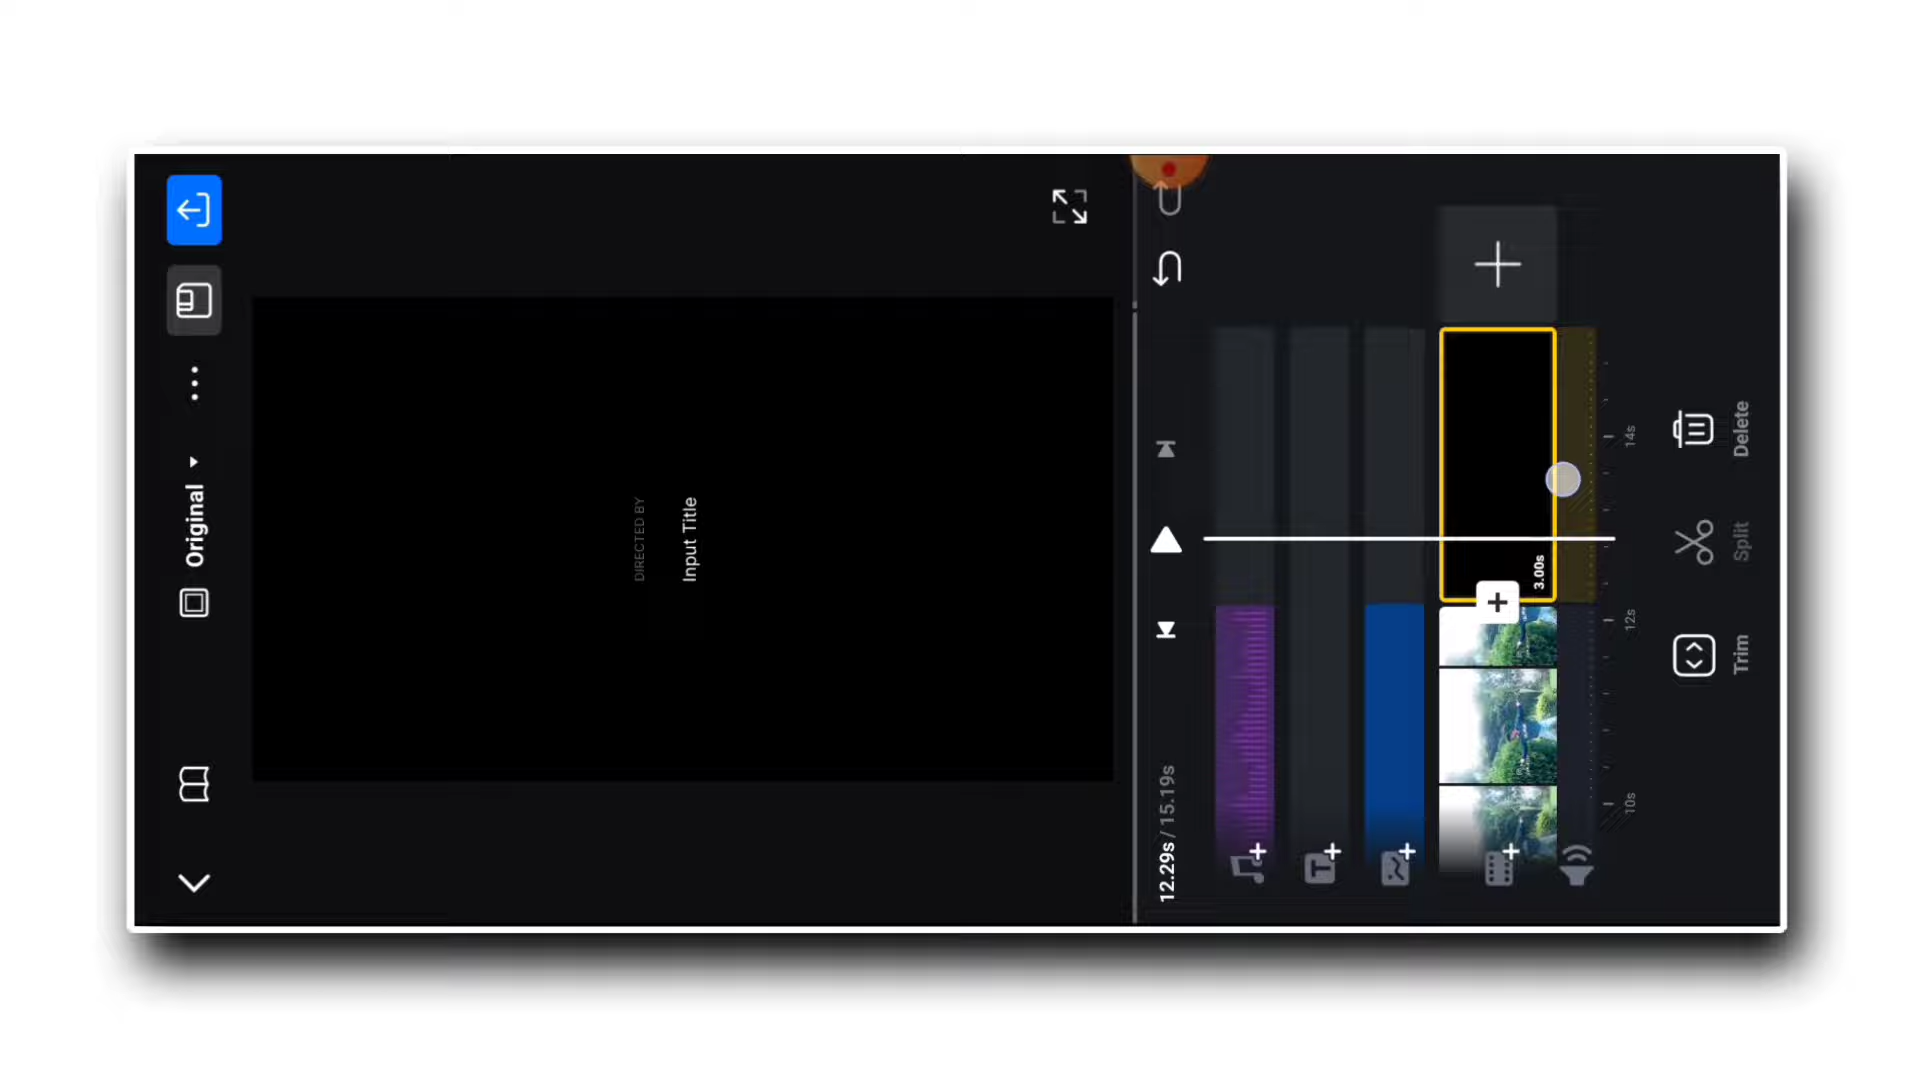 Original
DIRECTED BY
Input Title
12.29s / 15.19s
3.00s
10s
12s
14s
Trim
Split
Delete